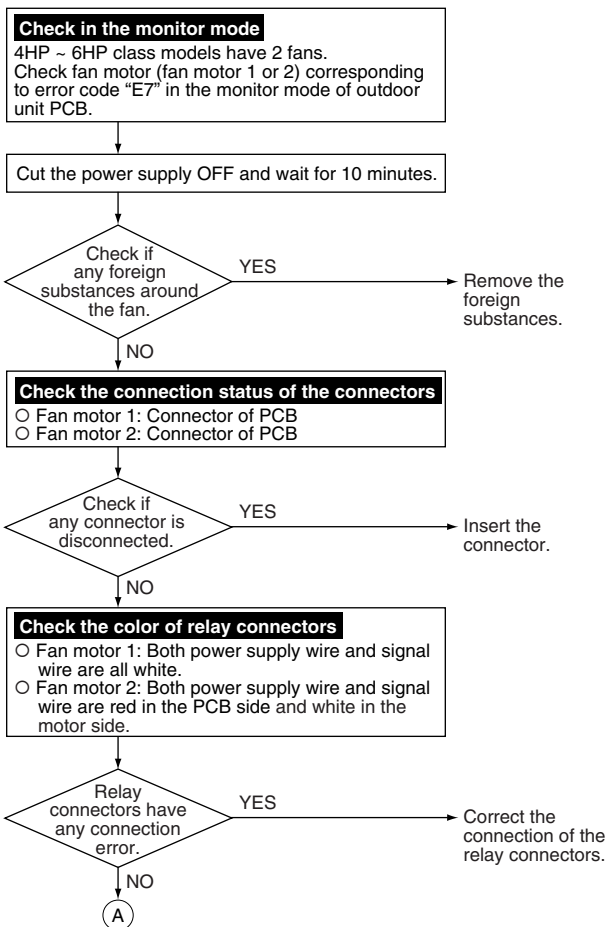 Check in the monitor mode
4HP ~ 6HP class models have 2 fans.
Check fan motor (fan motor 1 or 2) corresponding
to error code “E7” in the monitor mode of outdoor
unit PCB.
Cut the power supply OFF and wait for 10 minutes.
Check if
any foreign
substances around
the fan.
YES
Remove the
foreign
substances.
NO
Check the connection status of the connectors
○ Fan motor 1: Connector of PCB
○ Fan motor 2: Connector of PCB
Check if
any connector is
disconnected.
YES
Insert the
connector.
NO
Check the color of relay connectors
○ Fan motor 1: Both power supply wire and signal
wire are all white.
○ Fan motor 2: Both power supply wire and signal
wire are red in the PCB side and white in the
motor side.
Relay
connectors have
any connection
error.
YES
Correct the
connection of the
relay connectors.
NO
A